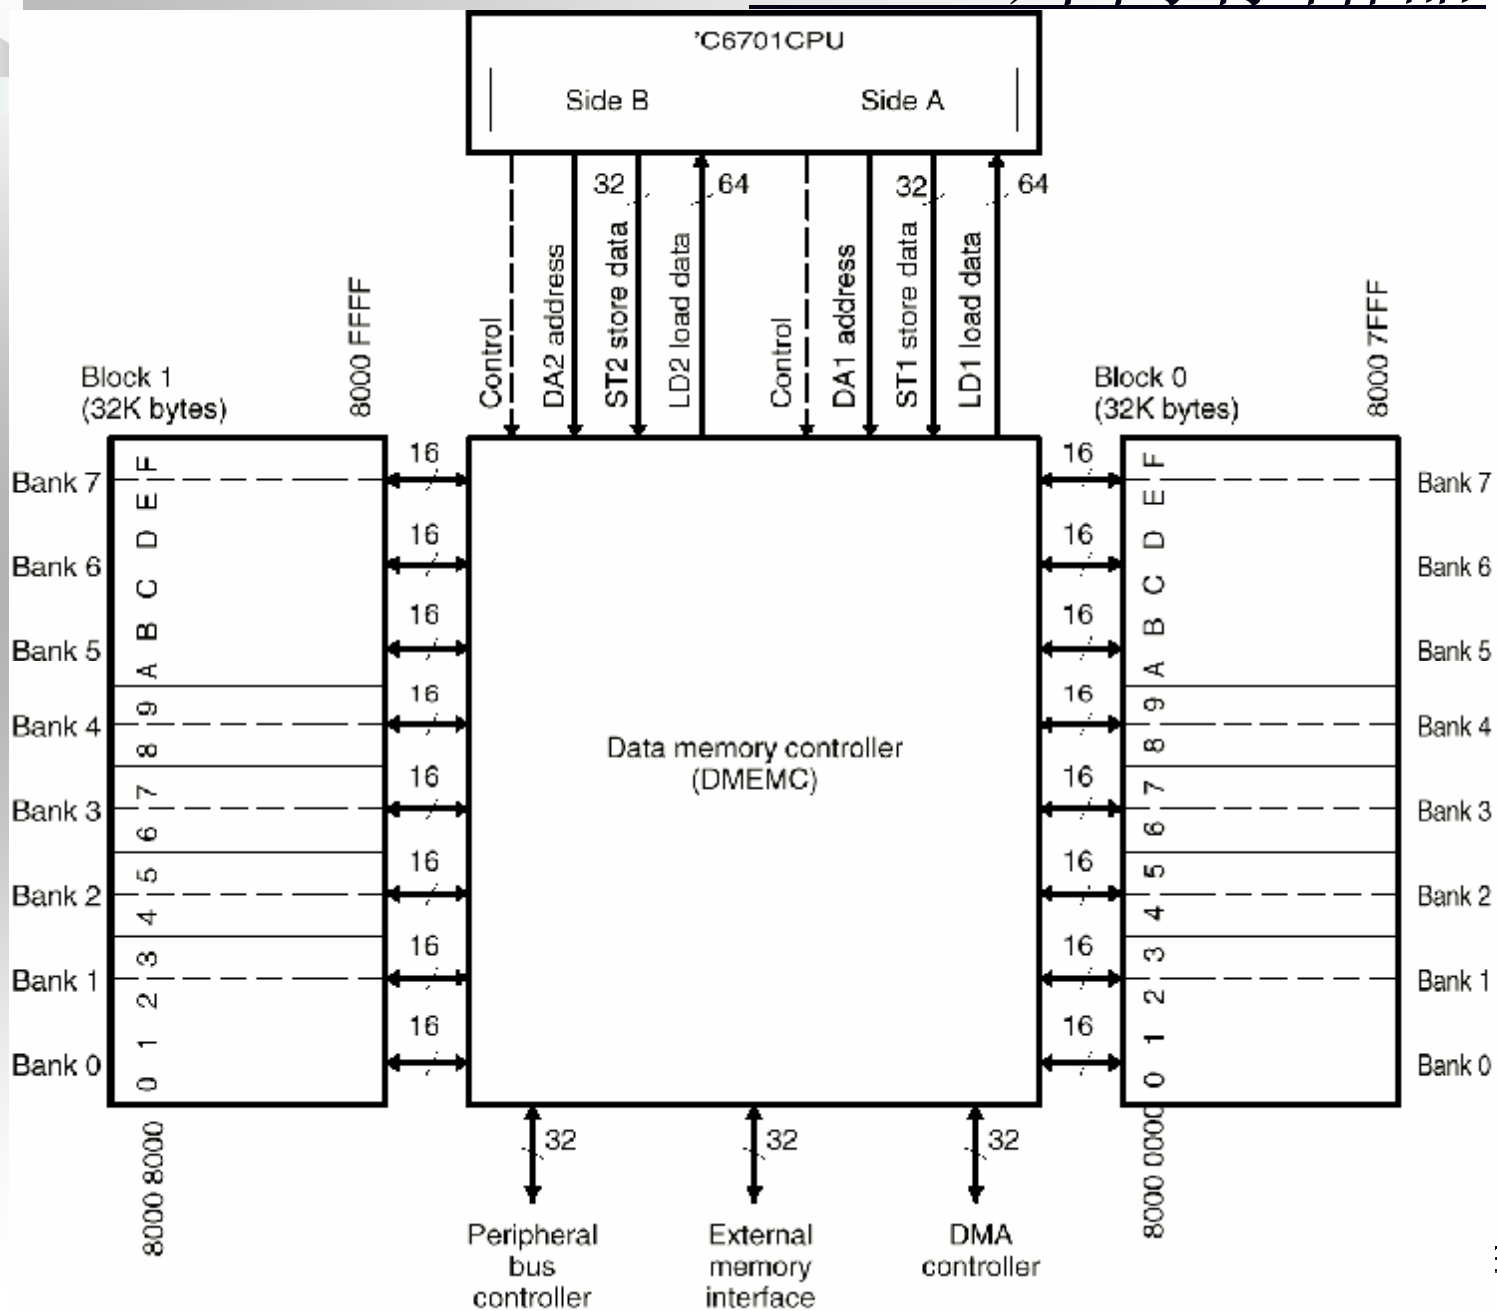 'C6701CPU
Side B
Side A
32
64
32
64
Control
DA2 address
ST2 store data
LD2 load data
Control
DA1 address
ST1 store data
LD1 load data
Block 1
(32K bytes)
8000 FFFF
Block 0
(32K bytes)
8000 7FFF
Bank 7
Bank 6
Bank 5
Bank 4
Bank 3
Bank 2
Bank 1
Bank 0
F
E
D
C
B
A
9
8
7
6
5
4
3
2
1
0
16
16
16
16
16
16
16
16
Data memory controller
(DMEMC)
16
16
16
16
16
16
16
16
F
E
D
C
B
A
9
8
7
6
5
4
3
2
1
0
Bank 7
Bank 6
Bank 5
Bank 4
Bank 3
Bank 2
Bank 1
Bank 0
8000 8000
8000 0000
32
32
32
Peripheral
bus
controller
External
memory
interface
DMA
controller